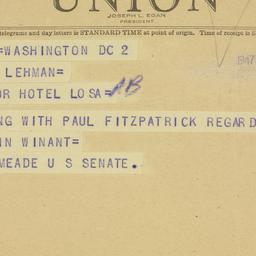 UNION
JOSEPH L. EGAN
PRESIDENT
telegrams and day letters is STANDARD TIME at point of origin. Time of receipt is S
=WASHINGTON DC 2
LEHMAN=
OR HOTEL LOSA=
AB
NG WITH PAUL FITZPATRICK REGARD
N WINANT=
MEADE U S SENATE.